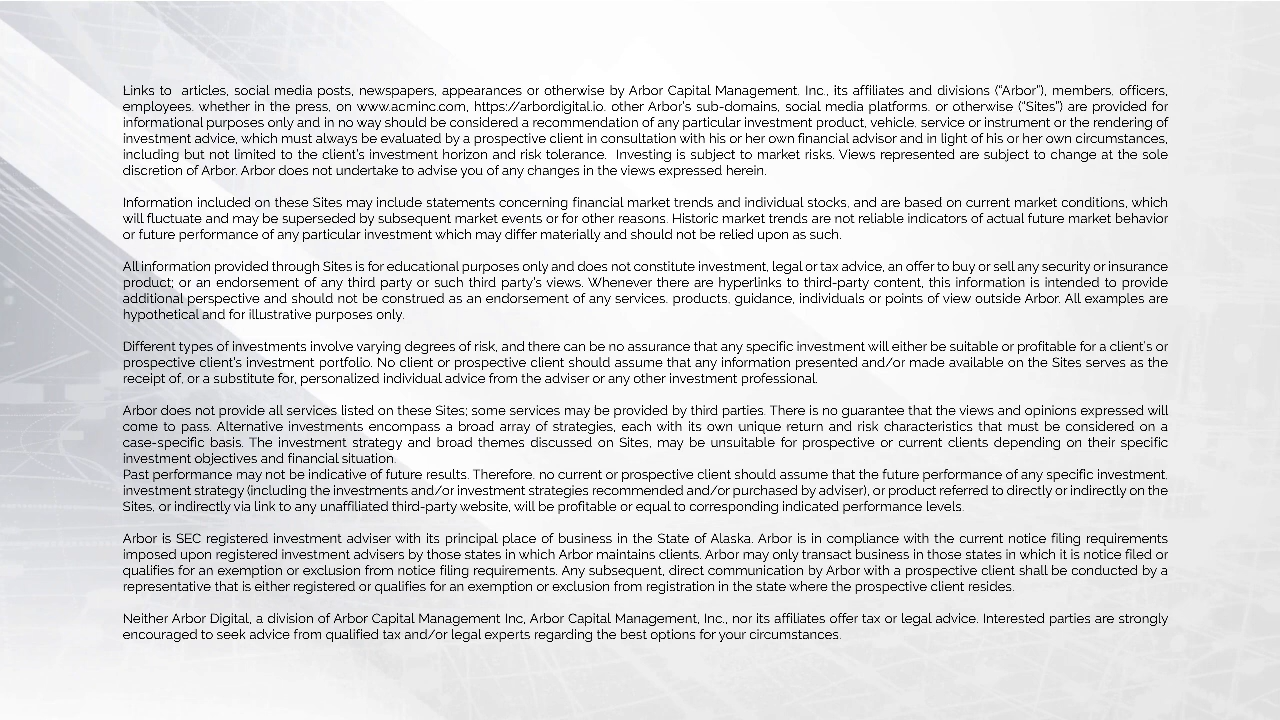 Links to  articles, social media posts, newspapers, appearances or otherwise by Arbor Capital Management. Inc., its affiliates and divisions (“Arbor”), members. officers,
employees. whether in the press, on www.acminc.com, https://arbordigital.io. other Arbor's sub-domains, social media platforms. or otherwise (“Sites”) are provided for
informational purposes only and in no way should be considered a recommendation of any particular investment product, vehicle. service or instrument or the rendering of
investment advice, which must always be evaluated by a prospective client in consultation with his or her own financial advisor and in light of his or her own circumstances,
including but not limited to the client's investment horizon and risk tolerance.  Investing is subject to market risks. Views represented are subject to change at the sole
discretion of Arbor. Arbor does not undertake to advise you of any changes in the views expressed herein.

Information included on these Sites may include statements concerning financial market trends and individual stocks, and are based on current market conditions, which
will fluctuate and may be superseded by subsequent market events or for other reasons. Historic market trends are not reliable indicators of actual future market behavior
or future performance of any particular investment which may differ materially and should not be relied upon as such.

All information provided through Sites is for educational purposes only and does not constitute investment, legal or tax advice, an offer to buy or sell any security or insurance
product; or an endorsement of any third party or such third party's views. Whenever there are hyperlinks to third-party content, this information is intended to provide
additional perspective and should not be construed as an endorsement of any services. products. guidance, individuals or points of view outside Arbor. All examples are
hypothetical and for illustrative purposes only.

Different types of investments involve varying degrees of risk, and there can be no assurance that any specific investment will either be suitable or profitable for a client's or
prospective client's investment portfolio. No client or prospective client should assume that any information presented and/or made available on the Sites serves as the
receipt of, or a substitute for, personalized individual advice from the adviser or any other investment professional.

Arbor does not provide all services listed on these Sites; some services may be provided by third parties. There is no guarantee that the views and opinions expressed will
come to pass. Alternative investments encompass a broad array of strategies, each with its own unique return and risk characteristics that must be considered on a
case-specific basis. The investment strategy and broad themes discussed on Sites, may be unsuitable for prospective or current clients depending on their specific
investment objectives and financial situation.
Past performance may not be indicative of future results. Therefore. no current or prospective client should assume that the future performance of any specific investment.
investment strategy (including the investments and/or investment strategies recommended and/or purchased by adviser), or product referred to directly or indirectly on the
Sites, or indirectly via link to any unaffiliated third-party website, will be profitable or equal to corresponding indicated performance levels.

Arbor is SEC registered investment adviser with its principal place of business in the State of Alaska. Arbor is in compliance with the current notice filing requirements
imposed upon registered investment advisers by those states in which Arbor maintains clients. Arbor may only transact business in those states in which it is notice filed or
qualifies for an exemption or exclusion from notice filing requirements. Any subsequent, direct communication by Arbor with a prospective client shall be conducted by a
representative that is either registered or qualifies for an exemption or exclusion from registration in the state where the prospective client resides.

Neither Arbor Digital, a division of Arbor Capital Management Inc, Arbor Capital Management, Inc., nor its affiliates offer tax or legal advice. Interested parties are strongly
encouraged to seek advice from qualified tax and/or legal experts regarding the best options for your circumstances.